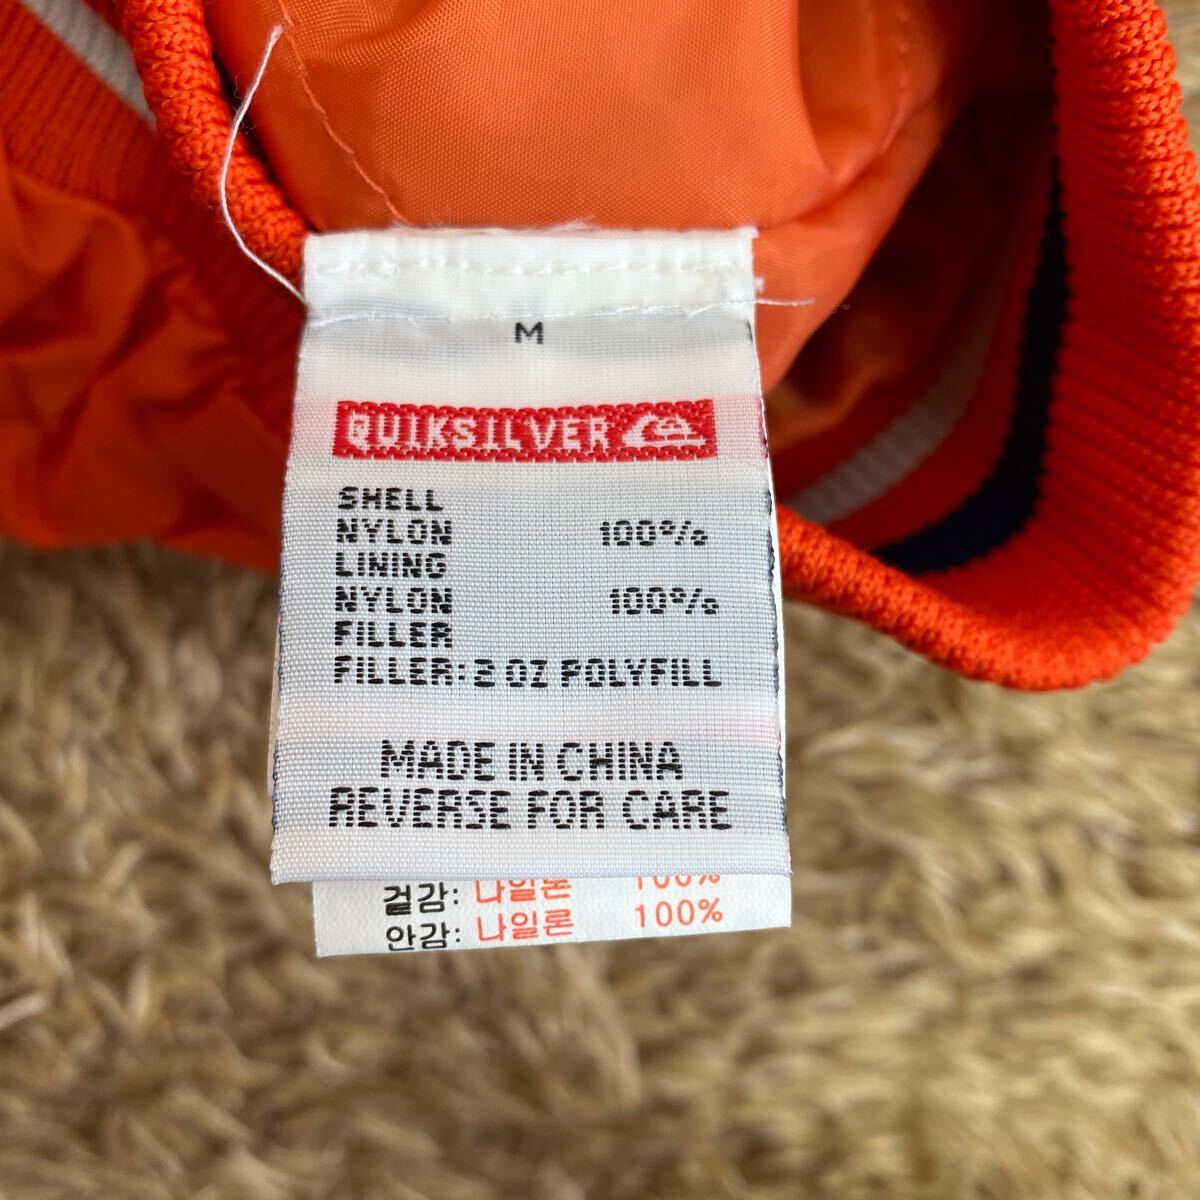 M
QUIKSILVER
SHELL
NYLON 100%
LINING
NYLON 100%
FILLER
FILLER: 2 OZ POLYFILL
MADE IN CHINA
REVERSE FOR CARE
겉감: 나일론 100%
안감: 나일론 100%